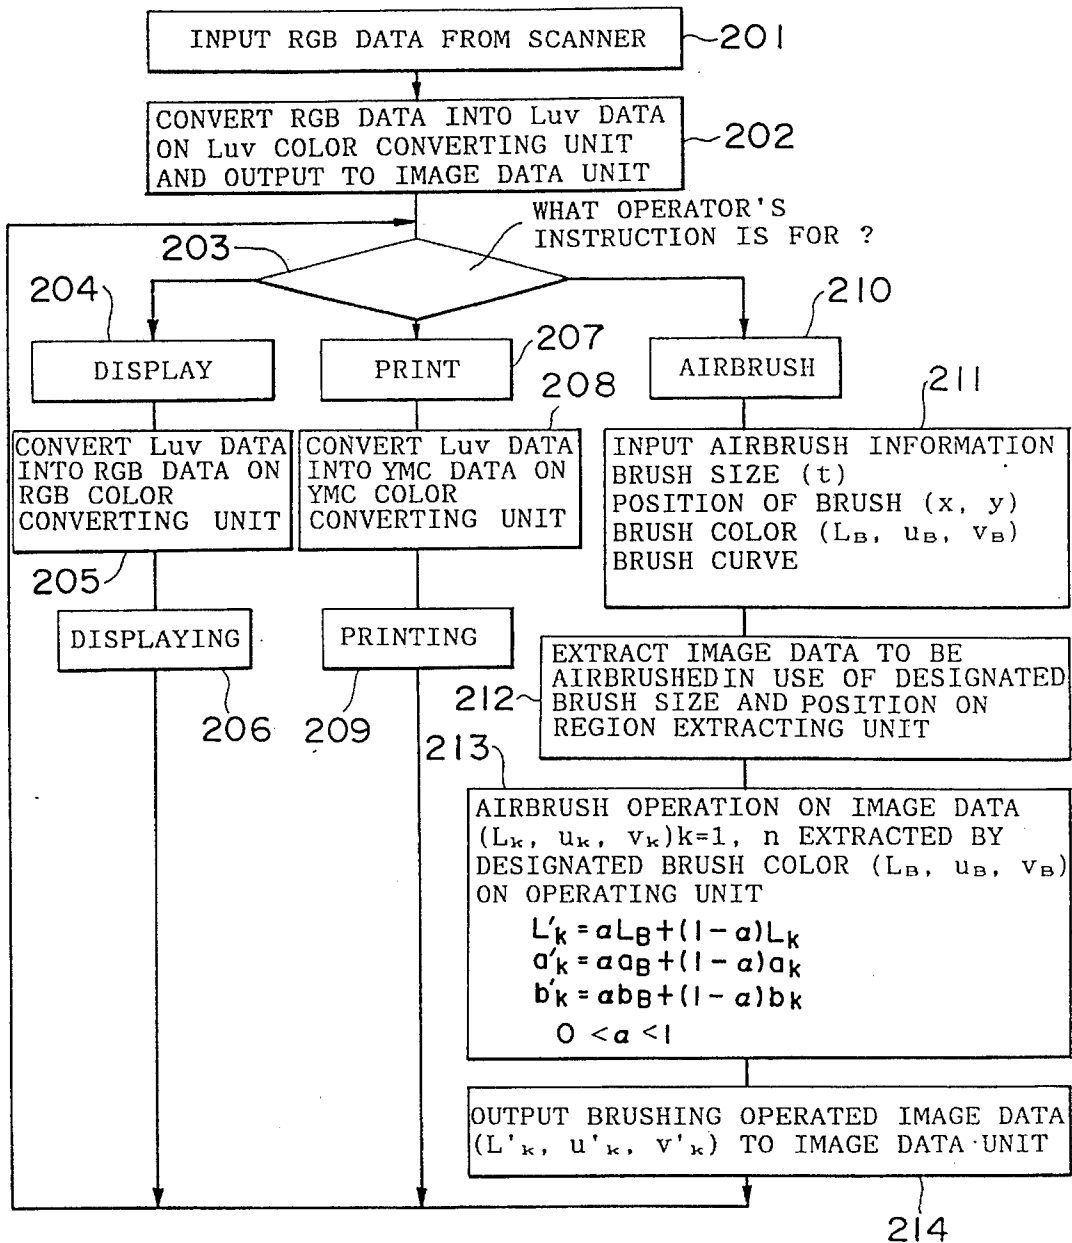 INPUT RGB DATA FROM SCANNER
201
CONVERT RGB DATA INTO Luv DATA
ON Luv COLOR CONVERTING UNIT
AND OUTPUT TO IMAGE DATA UNIT
202
WHAT OPERATOR'S
INSTRUCTION IS FOR ?
203
204
DISPLAY
PRINT
207
AIRBRUSH
210
CONVERT Luv DATA
INTO RGB DATA ON
RGB COLOR
CONVERTING UNIT
205
CONVERT Luv DATA
INTO YMC DATA ON
YMC COLOR
CONVERTING UNIT
208
211
INPUT AIRBRUSH INFORMATION
BRUSH SIZE (t)
POSITION OF BRUSH (x, y)
BRUSH COLOR (LB, uB, vB)
BRUSH CURVE
DISPLAYING
206
PRINTING
209
EXTRACT IMAGE DATA TO BE
AIRBRUSHED IN USE OF DESIGNATED
BRUSH SIZE AND POSITION ON
REGION EXTRACTING UNIT
212
213
AIRBRUSH OPERATION ON IMAGE DATA
(Lk, uk, vk)k=1, n EXTRACTED BY
DESIGNATED BRUSH COLOR (LB, uB, vB)
ON OPERATING UNIT
L'k = αLB+(1-α)Lk
a'k = αaB+(1-α)ak
b'k = αbB+(1-α)bk
0 < α < 1
OUTPUT BRUSHING OPERATED IMAGE DATA
(L'k, u'k, v'k) TO IMAGE DATA UNIT
214